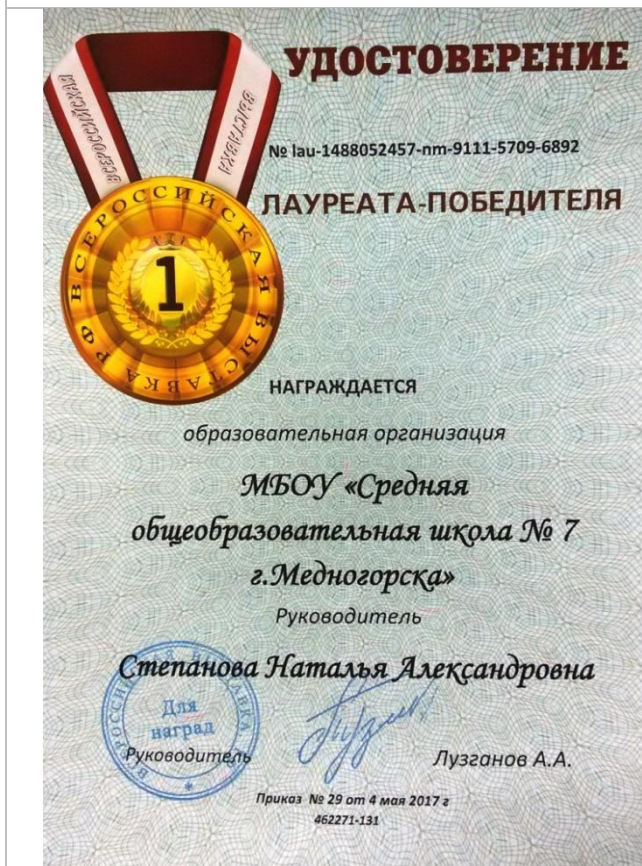 УДОСТОВЕРЕНИЕ
№ lau-1488052457-nm-9111-5709-6892
ЛАУРЕАТА-ПОБЕДИТЕЛЯ
ВСЕРОССИЙСКАЯ
ВЫСТАВКА
ВСЕРОССИЙСКАЯ ВЫСТАВКА РФ
1
НАГРАЖДАЕТСЯ
образовательная организация
МБОУ «Средняя
общеобразовательная школа № 7
г.Медногорска»
Руководитель
Степанова Наталья Александровна
ВСЕРОССИЙСКАЯ ВЫСТАВКА
Для
наград
Руководитель
Лузганов А.А.
Приказ № 29 от 4 мая 2017 г
462271-131